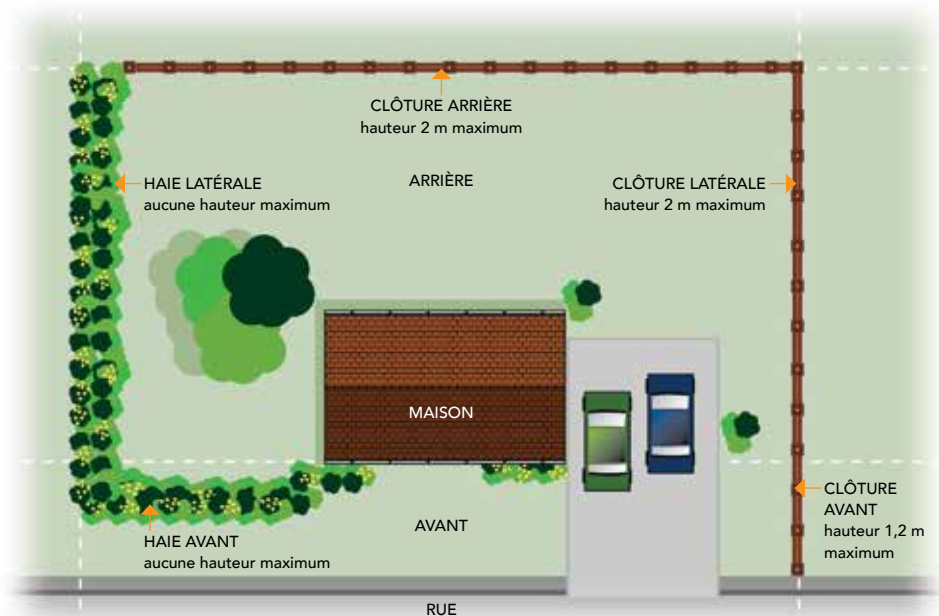 CLÔTURE ARRIÈRE
hauteur 2 m maximum
HAIE LATÉRALE
aucune hauteur maximum
ARRIÈRE
CLÔTURE LATÉRALE
hauteur 2 m maximum
MAISON
CLÔTURE
AVANT
hauteur 1,2 m
maximum
AVANT
HAIE AVANT
aucune hauteur maximum
RUE